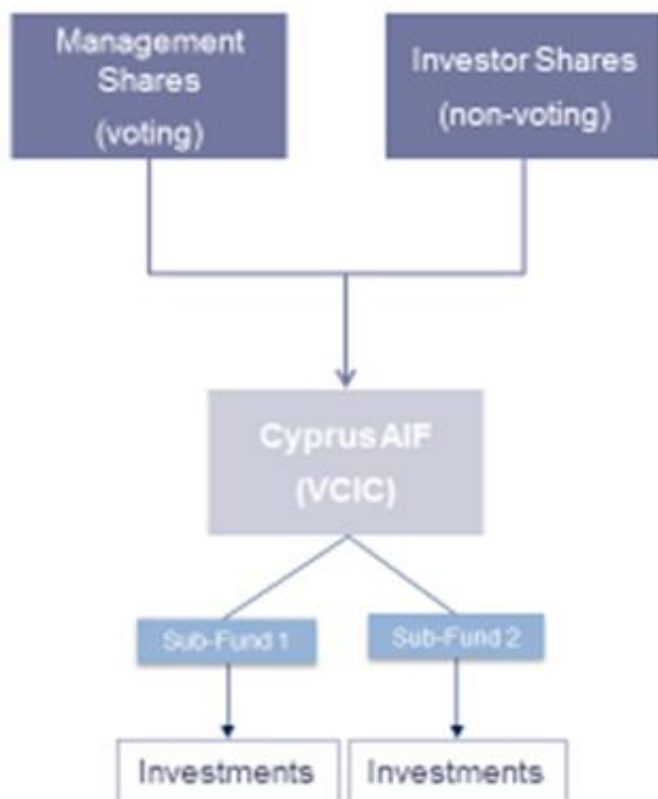 Management
Shares
(voting)
Investor Shares
(non-voting)
Cyprus AIF
(VCIC)
Sub-Fund 1
Sub-Fund 2
Investments
Investments